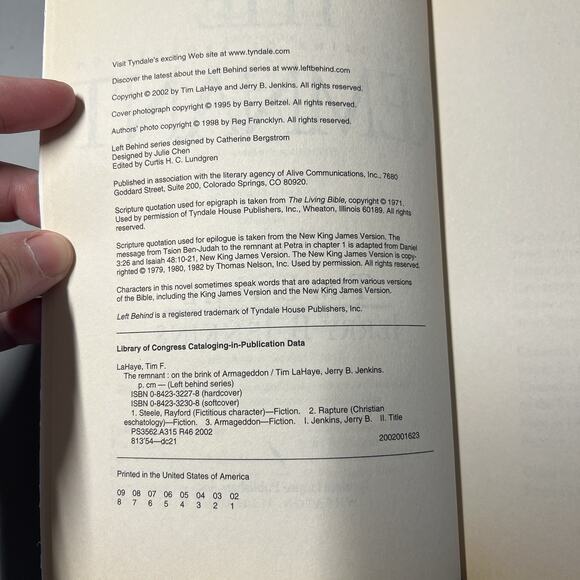 Visit Tyndale's exciting Web site at www.tyndale.com
Discover the latest about the Left Behind series at www.leftbehind.com
Copyright © 2002 by Tim LaHaye and Jerry B. Jenkins. All rights reserved.
Cover photograph copyright © 1995 by Barry Beitzel. All rights reserved.
Authors' photo copyright © 1998 by Reg Francklyn. All rights reserved.
Left Behind series designed by Catherine Bergstrom
Designed by Julie Chen
Edited by Curtis H. C. Lundgren
Published in association with the literary agency of Alive Communications, Inc., 7680
Goddard Street, Suite 200, Colorado Springs, CO 80920.
Scripture quotation used for epigraph is taken from The Living Bible, copyright © 1971.
Used by permission of Tyndale House Publishers, Inc., Wheaton, Illinois 60189. All rights
reserved.
Scripture quotation used for epilogue is taken from the New King James Version. The
message from Tsion Ben-Judah to the remnant at Petra in chapter 1 is adapted from Daniel
3:26 and Isaiah 48:10-21, New King James Version. The New King James Version is copy-
righted © 1979, 1980, 1982 by Thomas Nelson, Inc. Used by permission. All rights reserved.
Characters in this novel sometimes speak words that are adapted from various versions
of the Bible, including the King James Version and the New King James Version.
Left Behind is a registered trademark of Tyndale House Publishers, Inc.
Library of Congress Cataloging-in-Publication Data
LaHaye, Tim F.
The remnant : on the brink of Armageddon / Tim LaHaye, Jerry B. Jenkins.
p. cm — (Left behind series)
ISBN 0-8423-3227-8 (hardcover)
ISBN 0-8423-3230-8 (softcover)
1. Steele, Rayford (Fictitious character)—Fiction. 2. Rapture (Christian
eschatology)—Fiction. 3. Armageddon—Fiction. I. Jenkins, Jerry B. II. Title
PS3562.A315 R46 2002
813'54—dc21 2002001623
Printed in the United States of America
09 08 07 06 05 04 03 02
8 7 6 5 4 3 2 1